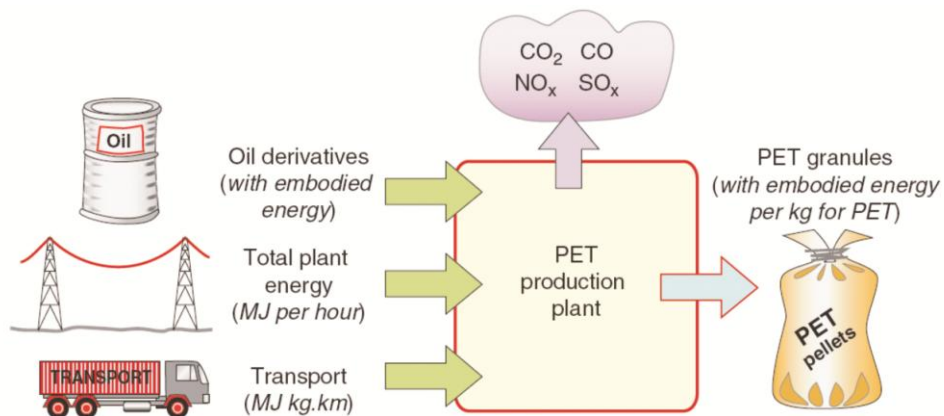 CO₂ CO
NOₓ SOₓ
Oil
Oil derivatives
(with embodied
energy)
Total plant
energy
(MJ per hour)
TRANSPORT
Transport
(MJ kg.km)
PET
production
plant
PET granules
(with embodied energy
per kg for PET)
PET
pellets